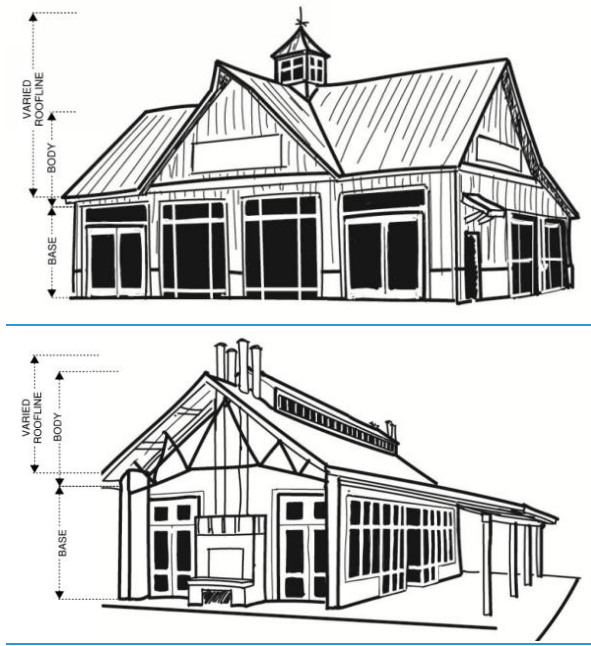 VARIED
ROOFLINE
BODY
BASE
VARIED
ROOFLINE
BODY
BASE